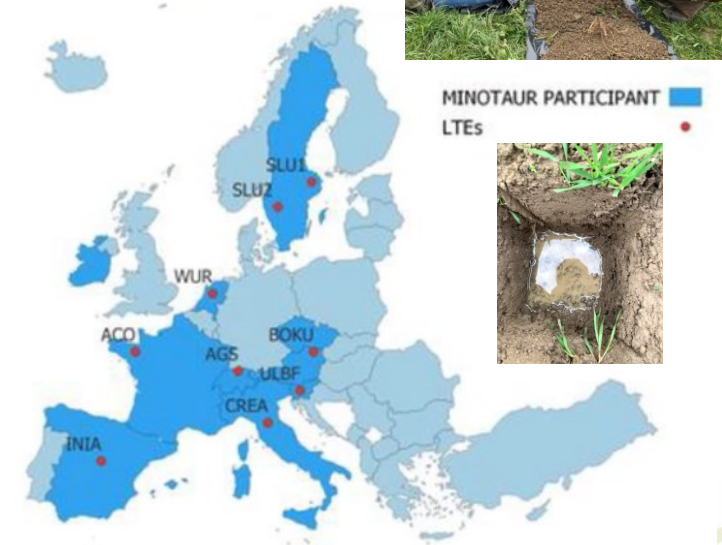 MINOTAUR PARTICIPANT
LTEs
SLU1
SLU2
WUR
ACO
AGS
BOKU
ULBF
CREA
INIA